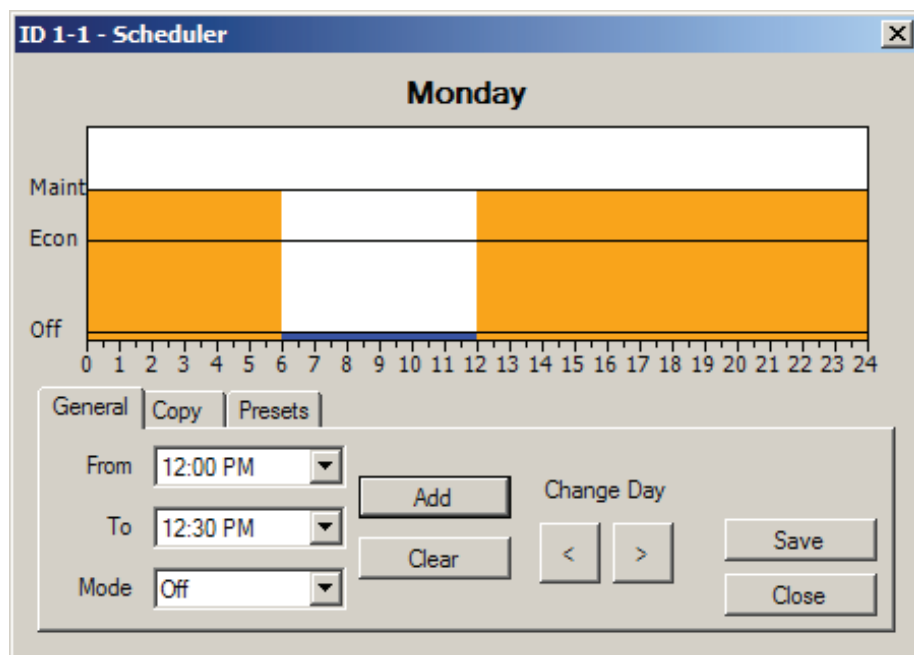 ID 1-1 - Scheduler
Monday
Maint
Econ
Off
0 1 2 3 4 5 6 7 8 9 10 11 12 13 14 15 16 17 18 19 20 21 22 23 24
General Copy Presets
From 12:00 PM
To 12:30 PM
Mode Off
Add
Clear
Change Day
< >
Save
Close